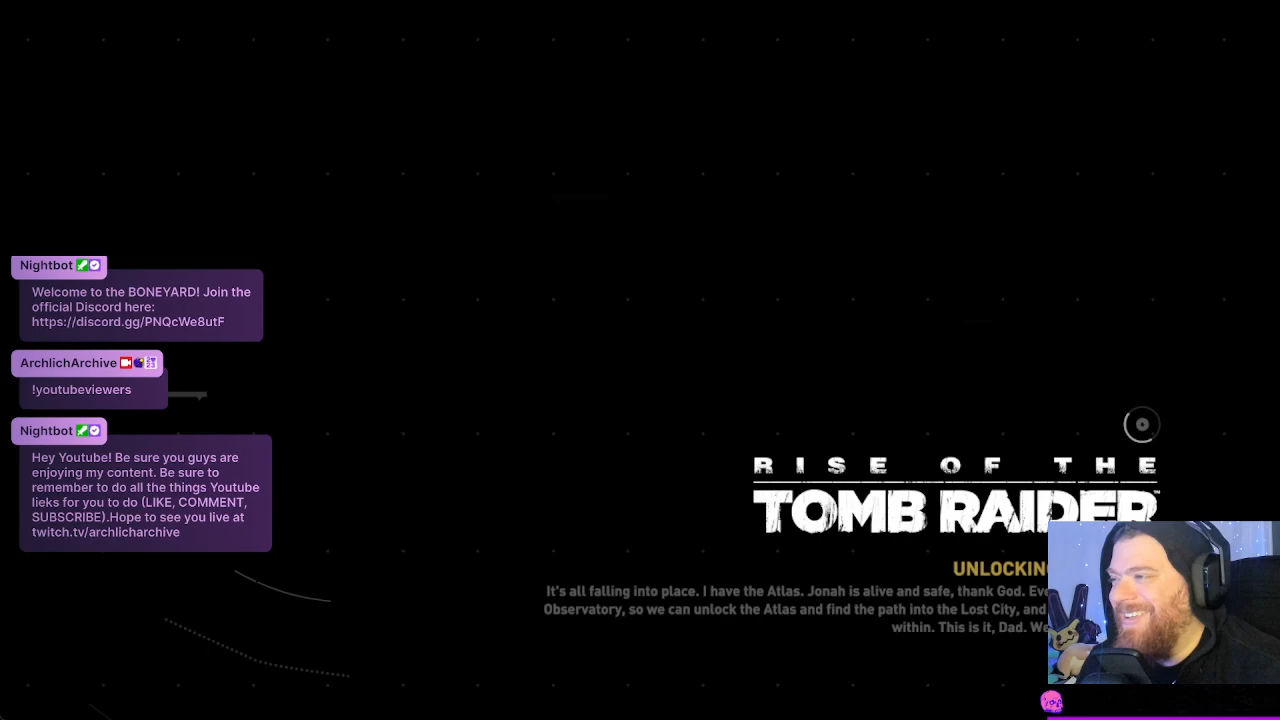 Nightbot
Welcome to the BONEYARD! Join the
official Discord here:
https://discord.gg/PNQcWe8utF
ArchlichArchive
!youtubeviewers
Nightbot
Hey Youtube! Be sure you guys are
enjoying my content. Be sure to
remember to do all the things Youtube
lieks for you to do (LIKE, COMMENT,
SUBSCRIBE).Hope to see you live at
twitch.tv/archlicharchive
RISE OF THE
TOMB RAIDER
UNLOCKING
It's all falling into place. I have the Atlas. Jonah is alive and safe, thank God.
Observatory, so we can unlock the Atlas and find the path into the Lost City, and
within. This is it, Dad.